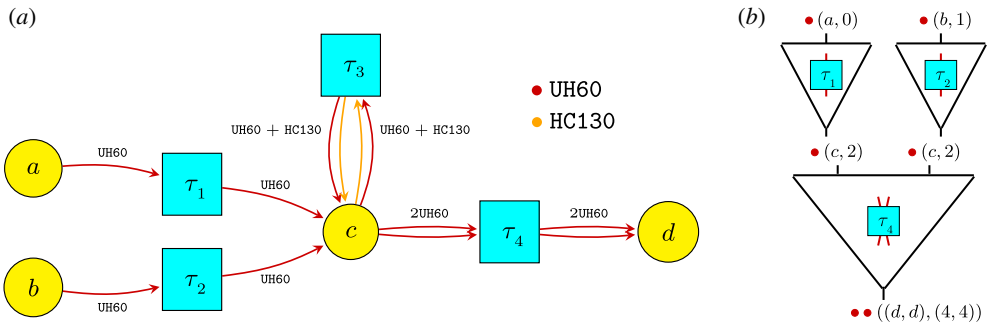 (a)
(b)
(a, 0)
(b, 1)
τ3
UH60
HC130
τ1
τ2
UH60 + HC130
UH60 + HC130
UH60
a
τ1
UH60
(c, 2)
(c, 2)
2UH60
2UH60
c
τ4
d
τ4
b
τ2
UH60
UH60
((d, d), (4, 4))